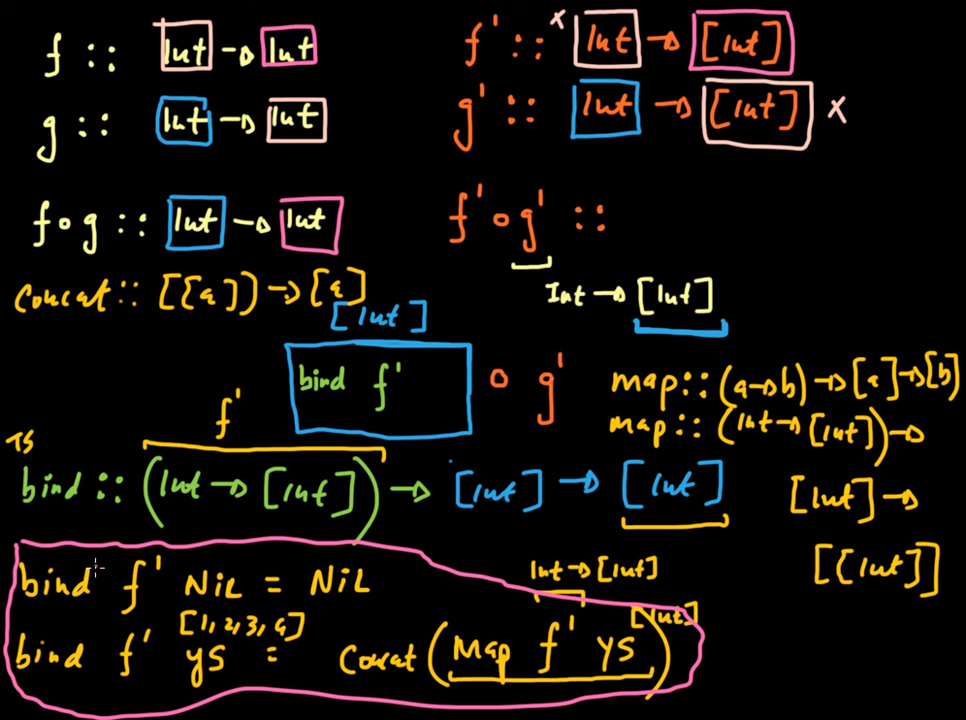 f :: Int → Int
f' :: x Int → [Int]
g :: Int → Int
g' :: Int → [Int] x
f ∘ g :: Int → Int
f' ∘ g' ::
Concat :: [[a]) → [a]
Int → [Int]
[Int]
bind f' ∘ g'
map :: (a → b) → [a] → [b]
map :: (Int → [Int]) →
[Int] →
[[Int]]
f'
TS
bind :: (Int → [Int]) → [Int] → [Int]
bind f' NiL = NiL
Int → [Int]
[1,2,3,4]
[Int]
bind f' yS = Concat (Map f' yS)